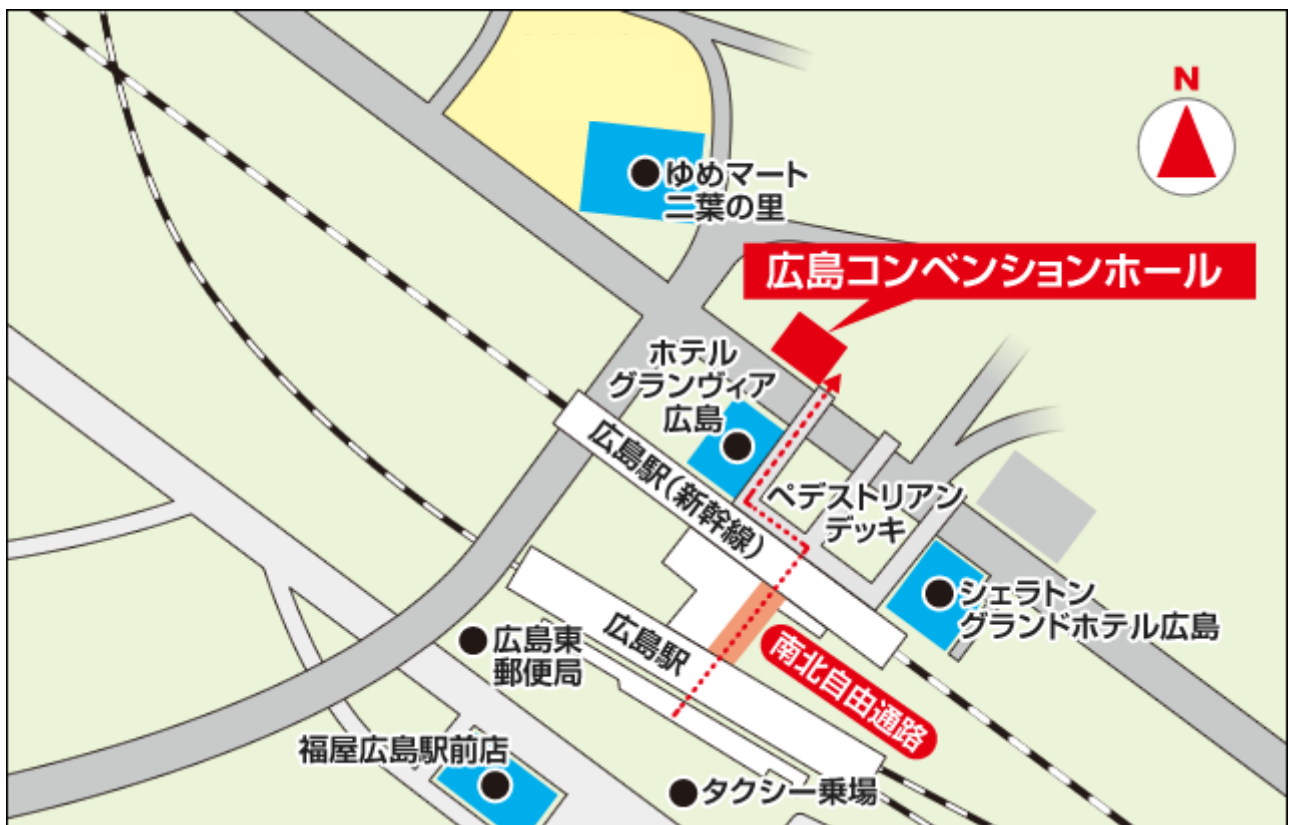 N
ゆめマート
二葉の里
広島コンベンションホール
ホテル
グランヴィア
広島
広島駅(新幹線)
ペデストリアン
デッキ
シェラトン
グランドホテル広島
広島駅
広島東
郵便局
南北自由通路
福屋広島駅前店
タクシー乗場